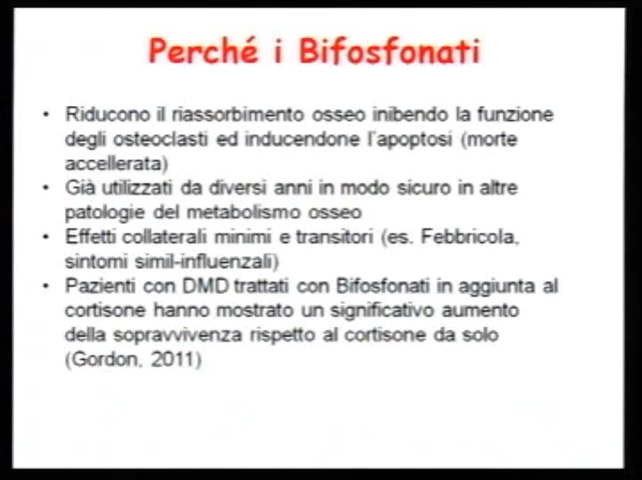 Perché i Bifosfonati
• Riducono il riassorbimento osseo inibendo la funzione
degli osteoclasti ed inducendone l'apoptosi (morte
accellerata)
• Già utilizzati da diversi anni in modo sicuro in altre
patologie del metabolismo osseo
• Effetti collaterali minimi e transitori (es. Febbricola,
sintomi simil-influenzali)
• Pazienti con DMD trattati con Bifosfonati in aggiunta al
cortisone hanno mostrato un significativo aumento
della sopravvivenza rispetto al cortisone da solo
(Gordon, 2011)